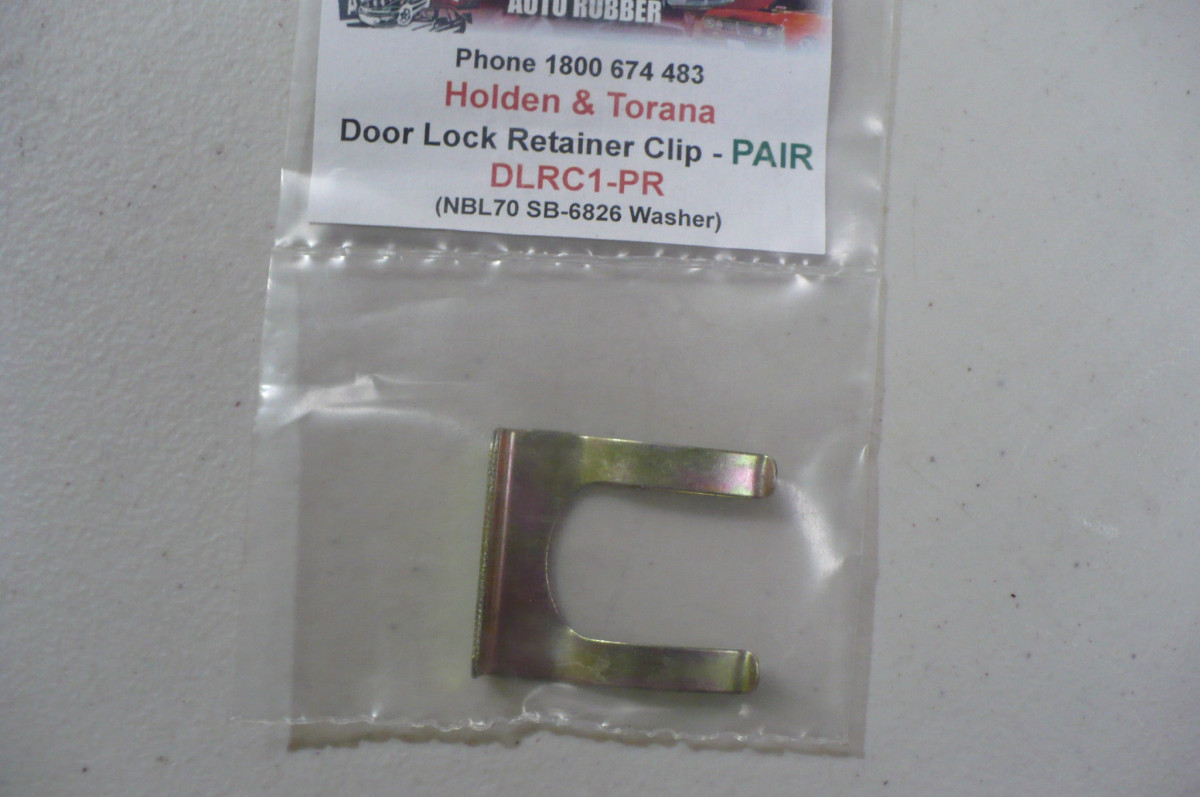 AUTO RUBBER
Phone 1800 674 483
Holden & Torana
Door Lock Retainer Clip - PAIR
DLRC1-PR
(NBL70 SB-6826 Washer)